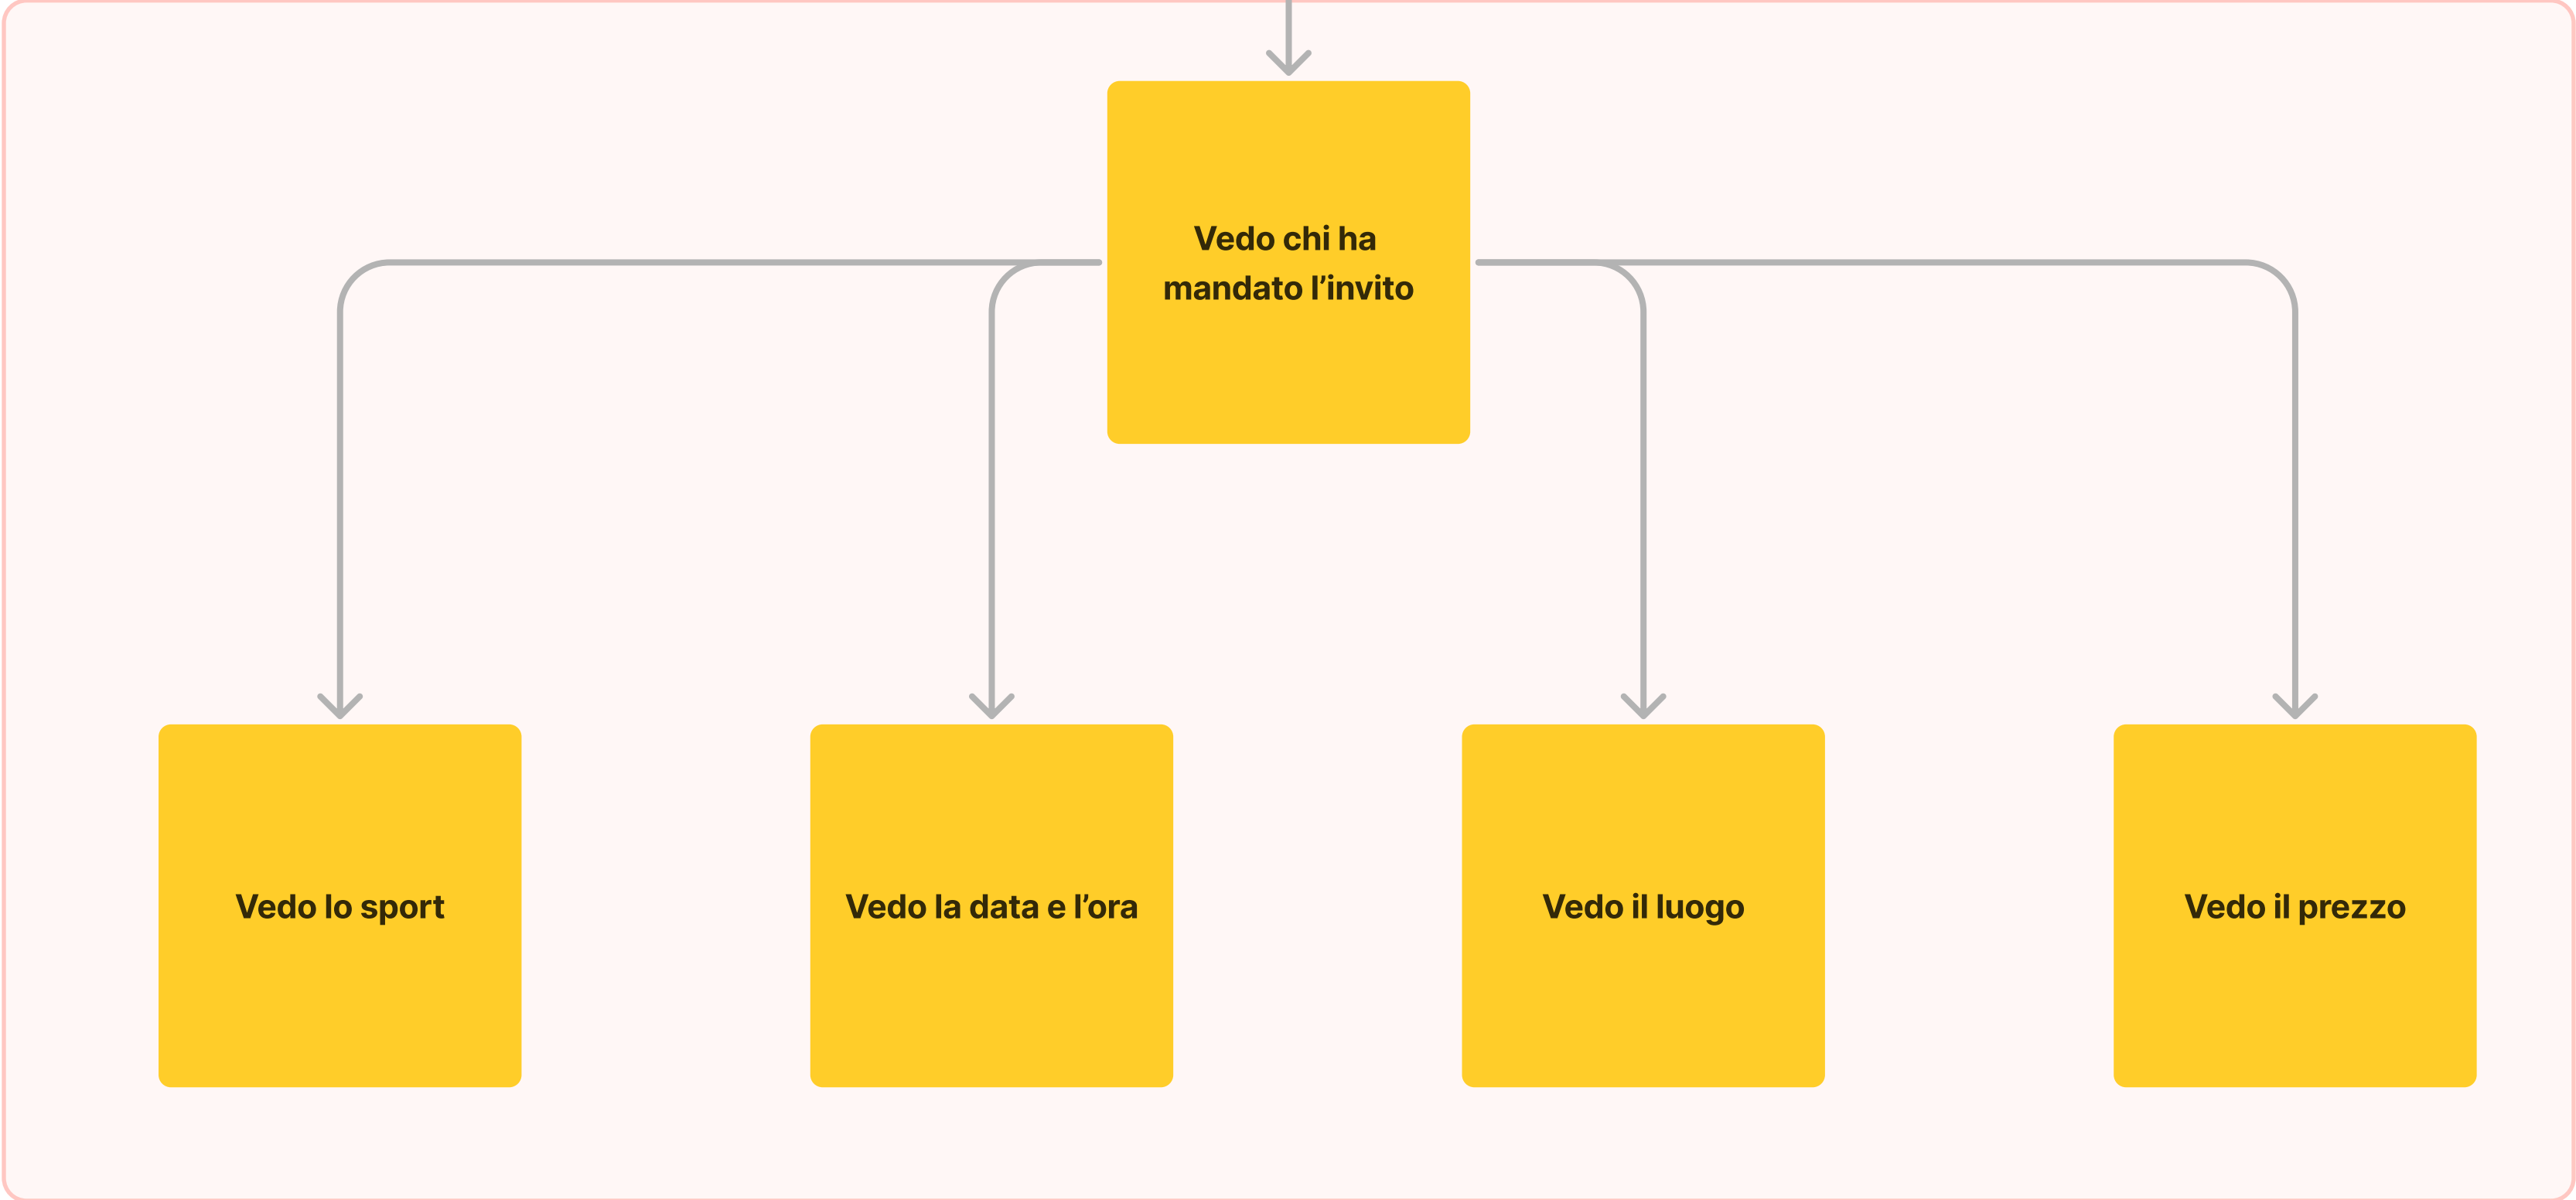 Vedo chi ha
mandato l’invito
Vedo lo sport
Vedo la data e l’ora
Vedo il luogo
Vedo il prezzo